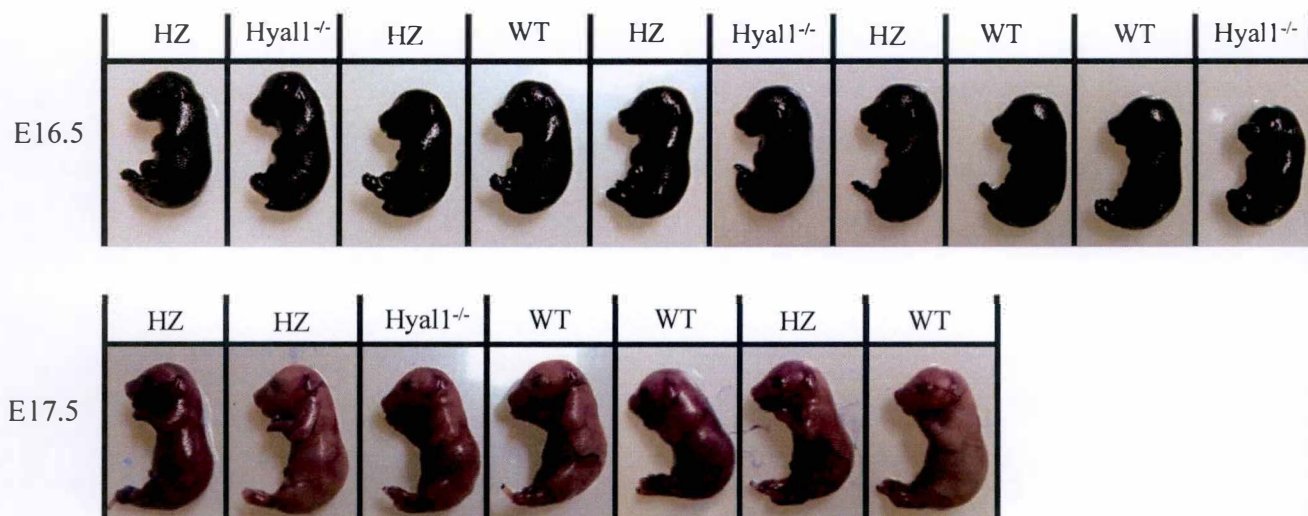 HZ Hyal1-/- HZ WT HZ Hyal1-/- HZ WT WT Hyal1-/-
E16.5
HZ HZ Hyal1-/- WT WT HZ WT
E17.5